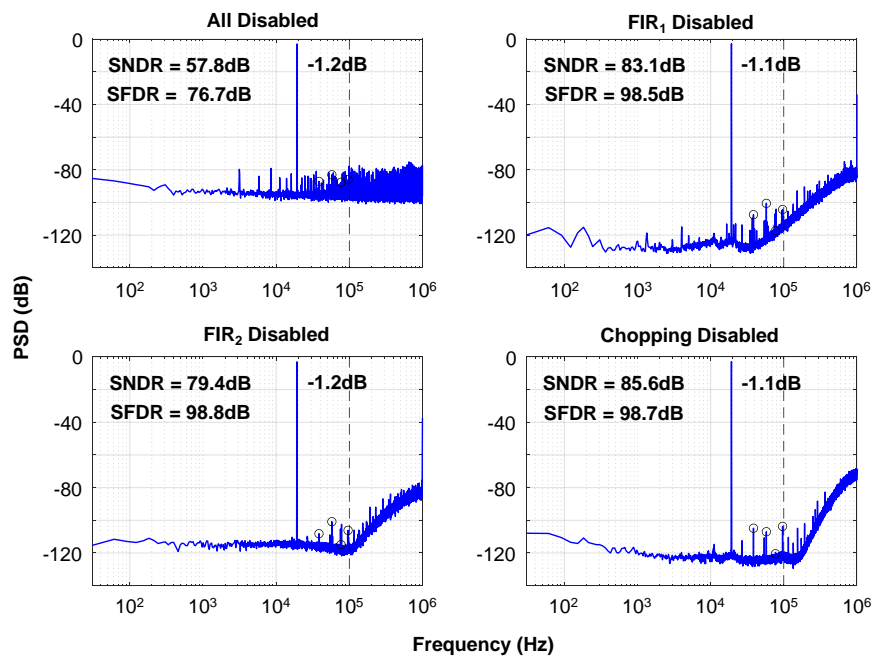 All Disabled
SNDR = 57.8dB
SFDR = 76.7dB
-1.2dB
0
-40
-80
-120
10²
10³
10⁴
10⁵
10⁶
FIR₁ Disabled
SNDR = 83.1dB
SFDR = 98.5dB
-1.1dB
0
-40
-80
-120
10²
10³
10⁴
10⁵
10⁶
PSD (dB)
FIR₂ Disabled
SNDR = 79.4dB
SFDR = 98.8dB
-1.2dB
0
-40
-80
-120
10²
10³
10⁴
10⁵
10⁶
Chopping Disabled
SNDR = 85.6dB
SFDR = 98.7dB
-1.1dB
0
-40
-80
-120
10²
10³
10⁴
10⁵
10⁶
Frequency (Hz)